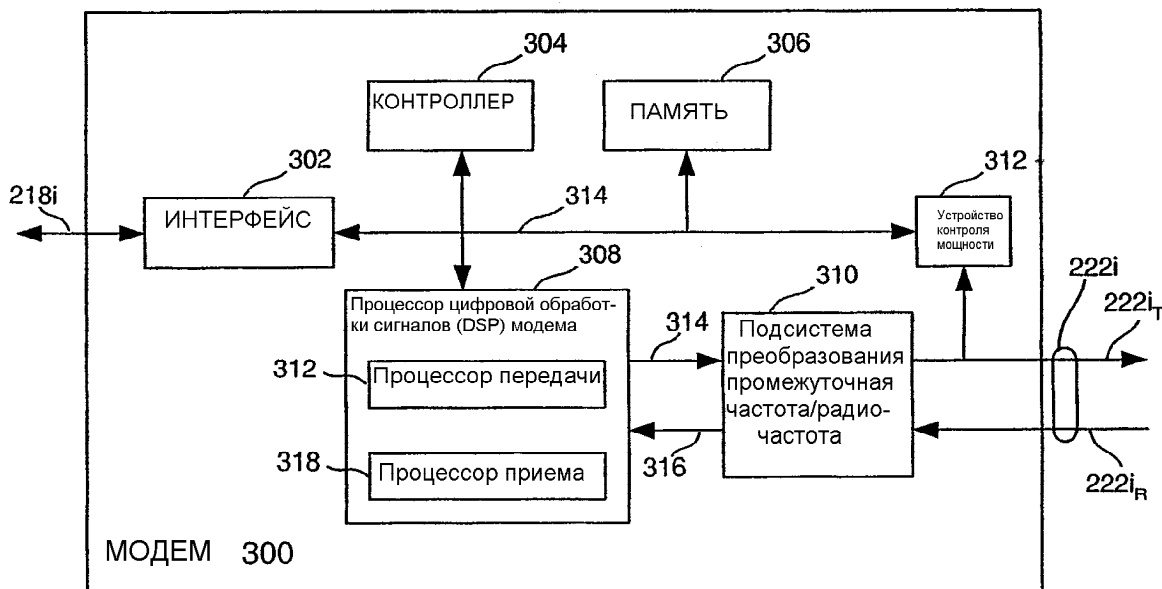 304
306
КОНТРОЛЛЕР
ПАМЯТЬ
302
312
218i
314
ИНТЕРФЕЙС
Устройство
контроля
мощности
308
310
222i
222iT
Процессор цифровой обработ-
ки сигналов (DSP) модема
314
Подсистема
преобразования
промежуточная
частота/радио-
частота
312
Процессор передачи
318
Процессор приема
316
222iR
МОДЕМ 300